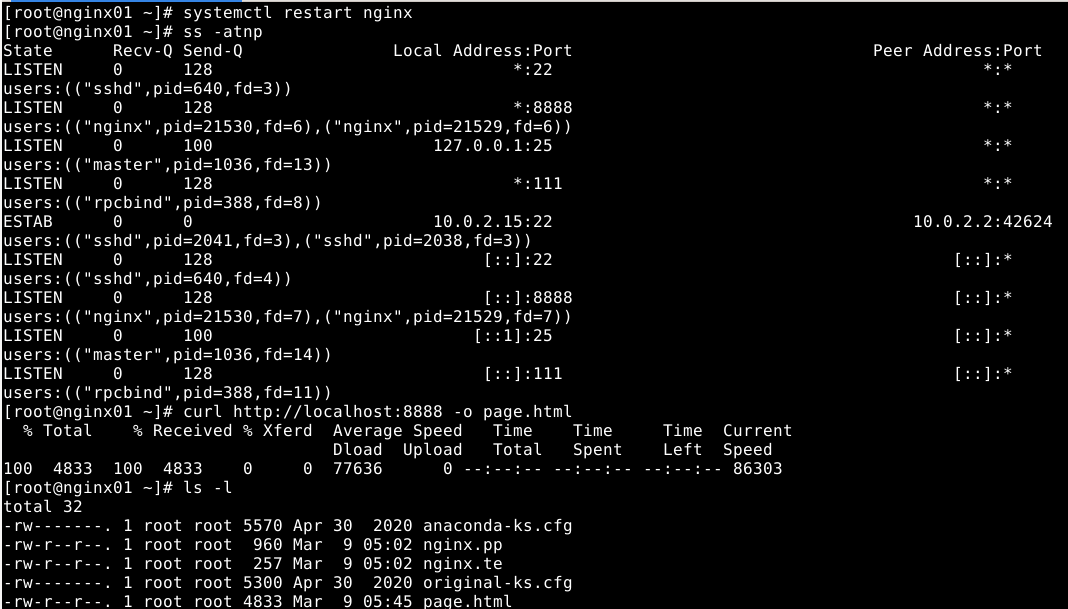 [root@nginx01 ~]# systemctl restart nginx
[root@nginx01 ~]# ss -atnp
State      Recv-Q Send-Q               Local Address:Port                              Peer Address:Port
LISTEN     0      128                              *:22                                           *:*
users:(("sshd",pid=640,fd=3))
LISTEN     0      128                              *:8888                                         *:*
users:(("nginx",pid=21530,fd=6),("nginx",pid=21529,fd=6))
LISTEN     0      100                      127.0.0.1:25                                           *:*
users:(("master",pid=1036,fd=13))
LISTEN     0      128                              *:111                                          *:*
users:(("rpcbind",pid=388,fd=8))
ESTAB      0      0                        10.0.2.15:22                                    10.0.2.2:42624
users:(("sshd",pid=2041,fd=3),("sshd",pid=2038,fd=3))
LISTEN     0      128                           [::]:22                                        [::]:*
users:(("sshd",pid=640,fd=4))
LISTEN     0      128                           [::]:8888                                      [::]:*
users:(("nginx",pid=21530,fd=7),("nginx",pid=21529,fd=7))
LISTEN     0      100                          [::1]:25                                        [::]:*
users:(("master",pid=1036,fd=14))
LISTEN     0      128                           [::]:111                                       [::]:*
users:(("rpcbind",pid=388,fd=11))
[root@nginx01 ~]# curl http://localhost:8888 -o page.html
  % Total    % Received % Xferd  Average Speed   Time    Time     Time  Current
                                 Dload  Upload   Total   Spent    Left  Speed
100  4833  100  4833    0     0  77636      0 --:--:-- --:--:-- --:--:-- 86303
[root@nginx01 ~]# ls -l
total 32
-rw-------. 1 root root 5570 Apr 30  2020 anaconda-ks.cfg
-rw-r--r--. 1 root root  960 Mar  9 05:02 nginx.pp
-rw-r--r--. 1 root root  257 Mar  9 05:02 nginx.te
-rw-------. 1 root root 5300 Apr 30  2020 original-ks.cfg
-rw-r--r--. 1 root root 4833 Mar  9 05:45 page.html